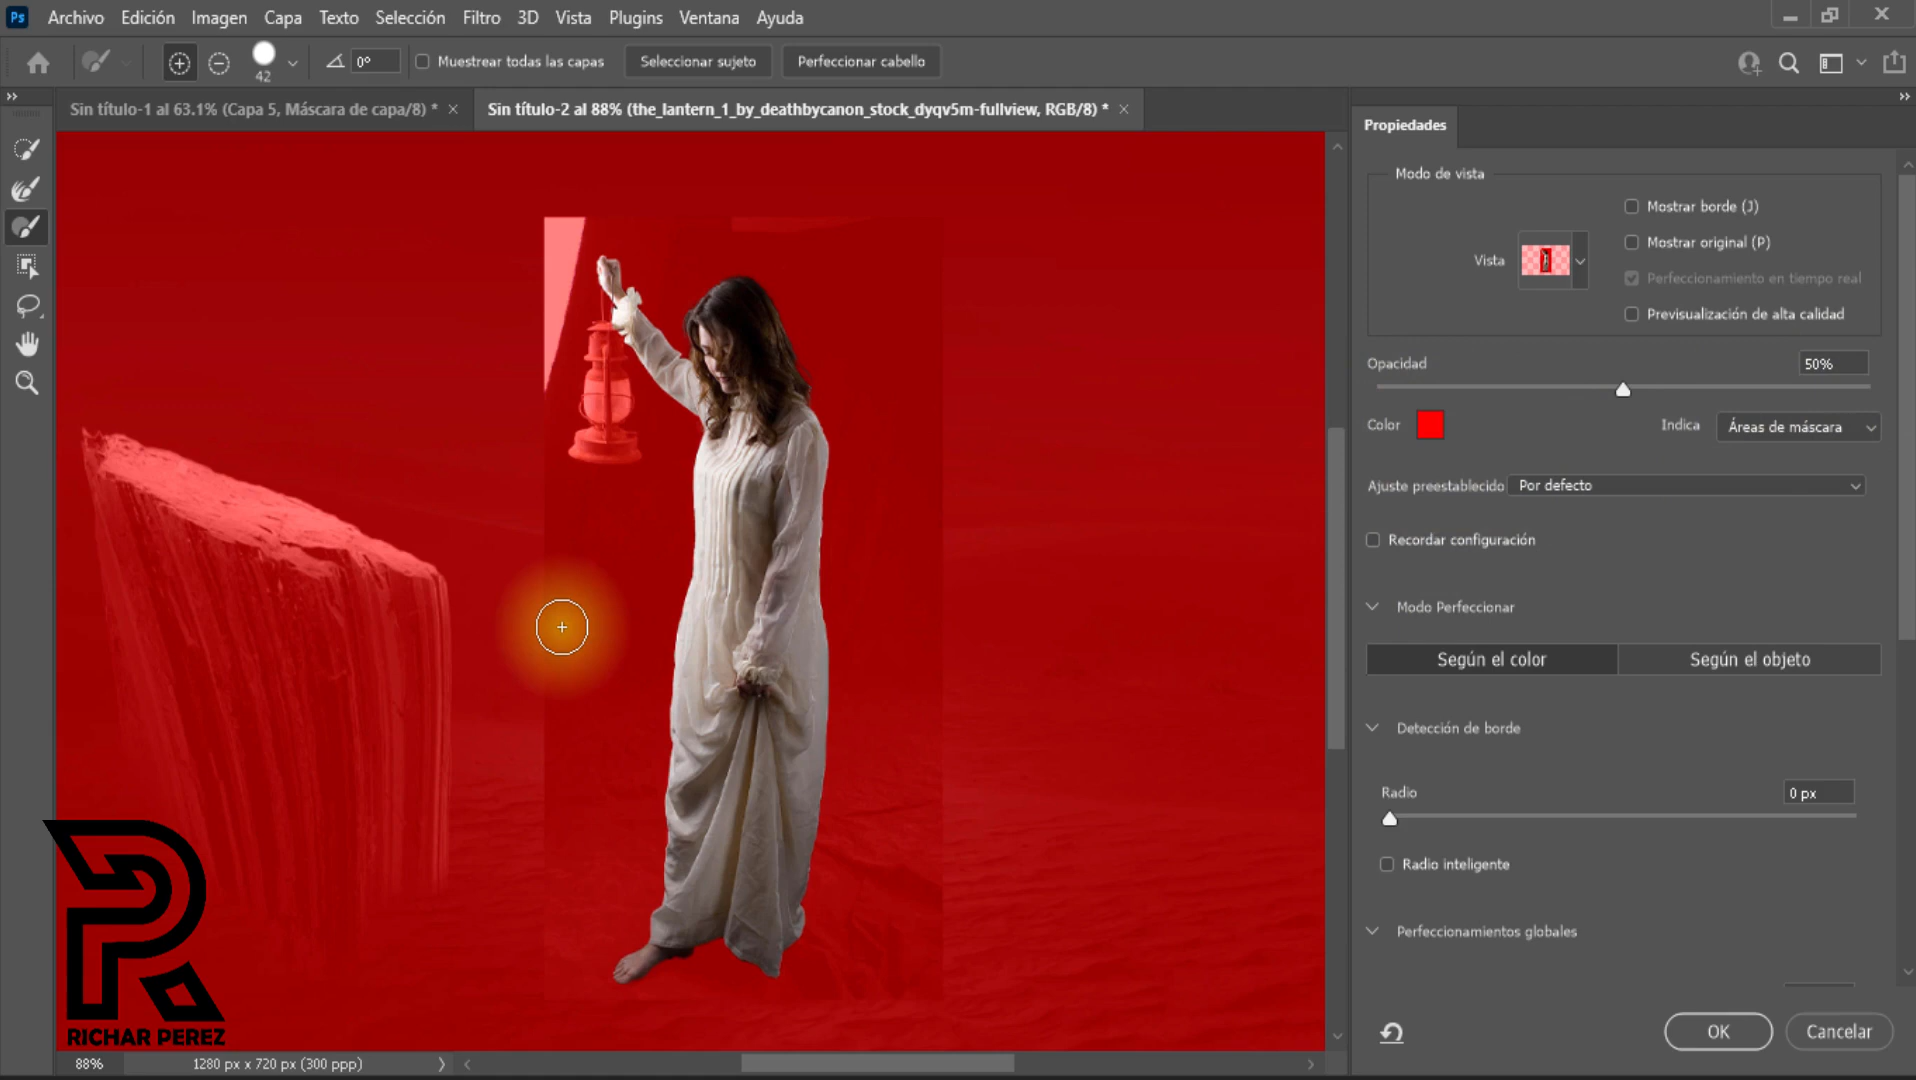 Ps Archivo Edición Imagen Capa Texto Selección Filtro 3D Vista Plugins Ventana Ayuda
42 0° Muestrear todas las capas Seleccionar sujeto Perfeccionar cabello
Sin título-1 al 63.1% (Capa 5, Máscara de capa/8) * Sin título-2 al 88% (the_lantern_1_by_deathbycanon_stock_dyqv5m-fullview, RGB/8) *
Propiedades
Modo de vista
Mostrar borde (J)
Vista
Mostrar original (P)
Perfeccionamiento en tiempo real
Previsualización de alta calidad
Opacidad 50%
Color Indica Áreas de máscara
Ajuste preestablecido Por defecto
Recordar configuración
Modo Perfeccionar
Según el color Según el objeto
Detección de borde
Radio 0 px
Radio inteligente
Perfeccionamientos globales
OK Cancelar
RICHAR PEREZ
88% 1280 px x 720 px (300 ppp)